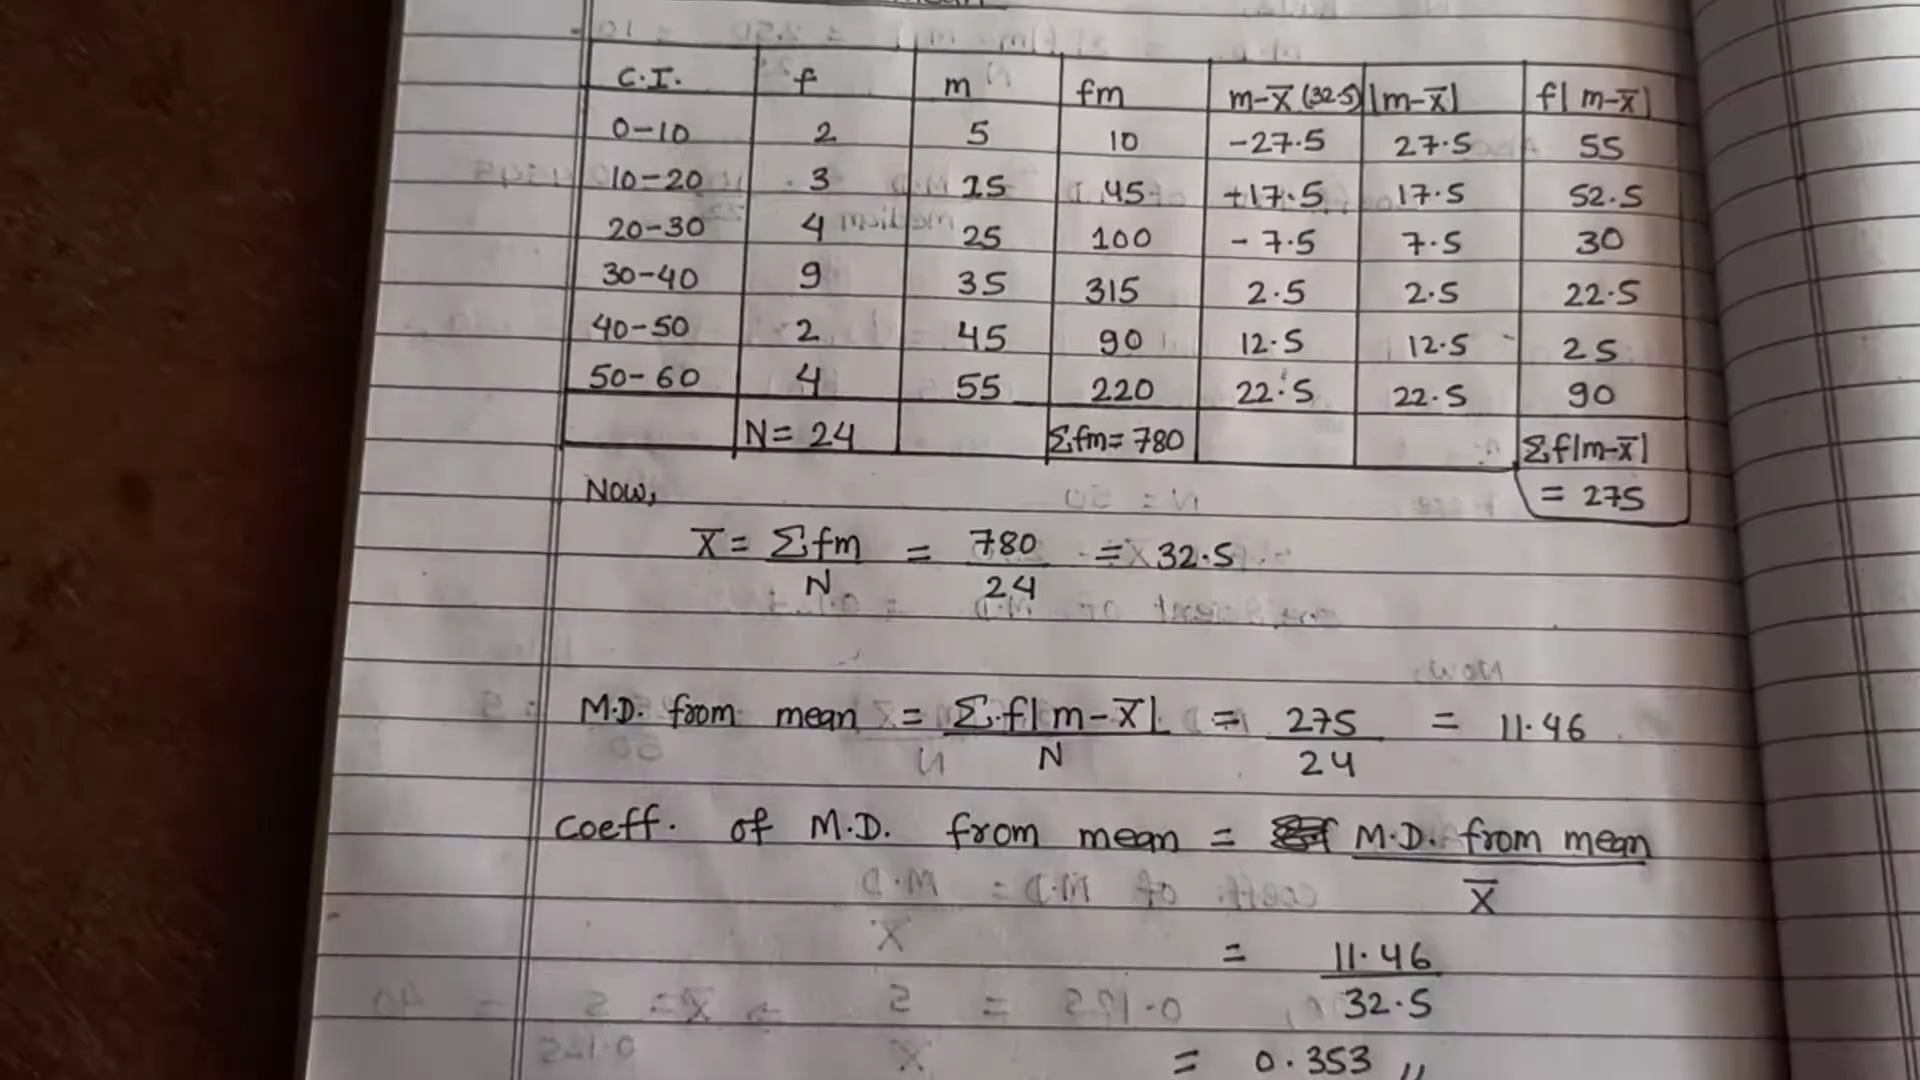 C.I. f m fm m-x̄ (32.5) |m-x̄| f| m-x̄|
0-10 2 5 10 -27.5 27.5 55
10-20 3 15 45 +17.5 17.5 52.5
20-30 4 25 100 - 7.5 7.5 30
30-40 9 35 315 2.5 2.5 22.5
40-50 2 45 90 12.5 12.5 25
50-60 4 55 220 22.5 22.5 90
N= 24 Σfm= 780 Σf|m-x̄|
= 275
Now,
x̄ = Σfm = 780 = 32.5
N 24
M.D. from mean = Σf|m-x̄| = 275 = 11.46
N 24
coeff. of M.D. from mean = M.D. from mean
x̄
= 11.46
32.5
= 0.353 ,,